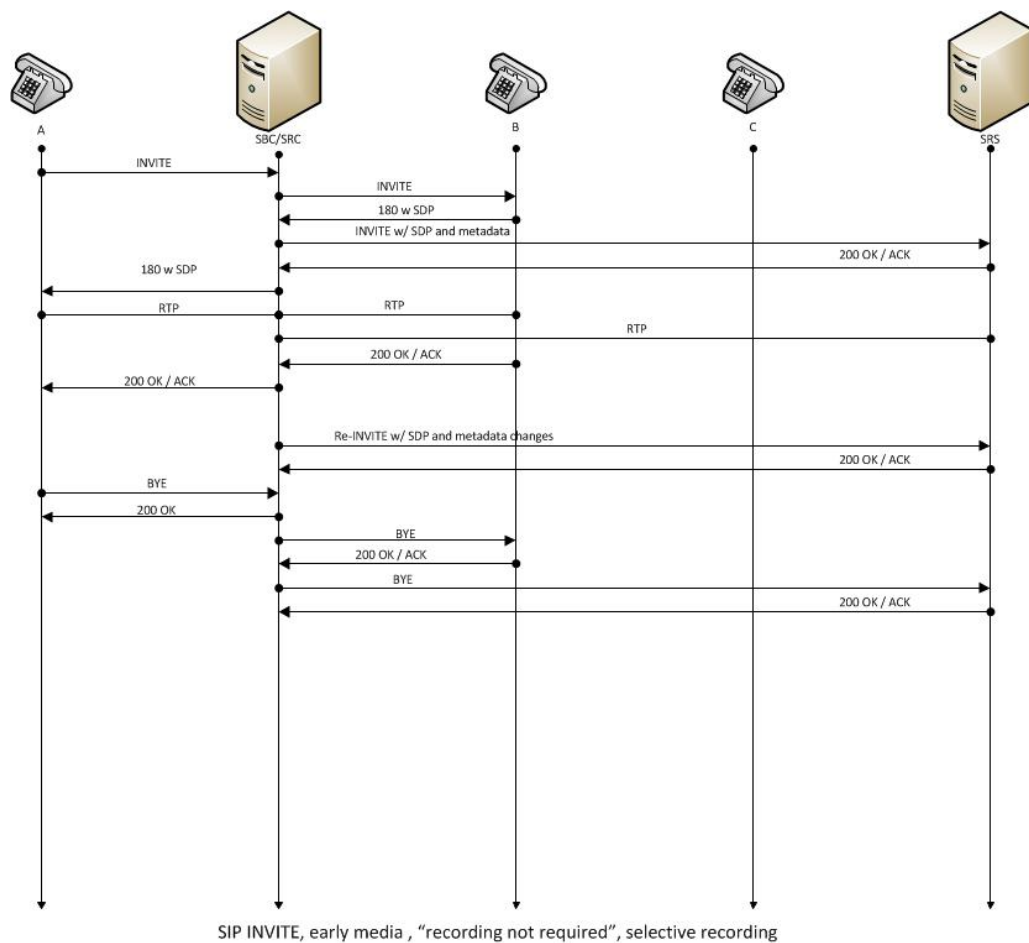 A
SBC/SRC
B
C
SRS
INVITE
INVITE
180 w SDP
INVITE w/ SDP and metadata
200 OK / ACK
180 w SDP
RTP
RTP
RTP
200 OK / ACK
200 OK / ACK
Re-INVITE w/ SDP and metadata changes
200 OK / ACK
BYE
200 OK
BYE
200 OK / ACK
BYE
200 OK / ACK
SIP INVITE, early media , “recording not required”, selective recording